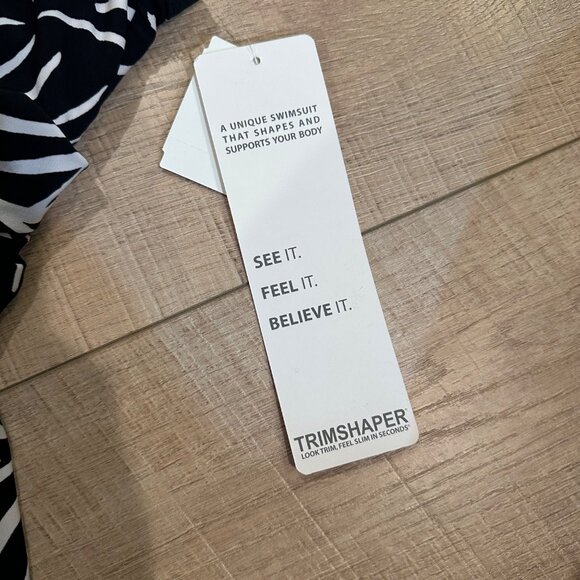 A UNIQUE SWIMSUIT
THAT SHAPES AND
SUPPORTS YOUR BODY
SEE IT.
FEEL IT.
BELIEVE IT.
TRIMSHAPER®
LOOK TRIM, FEEL SLIM IN SECONDS®